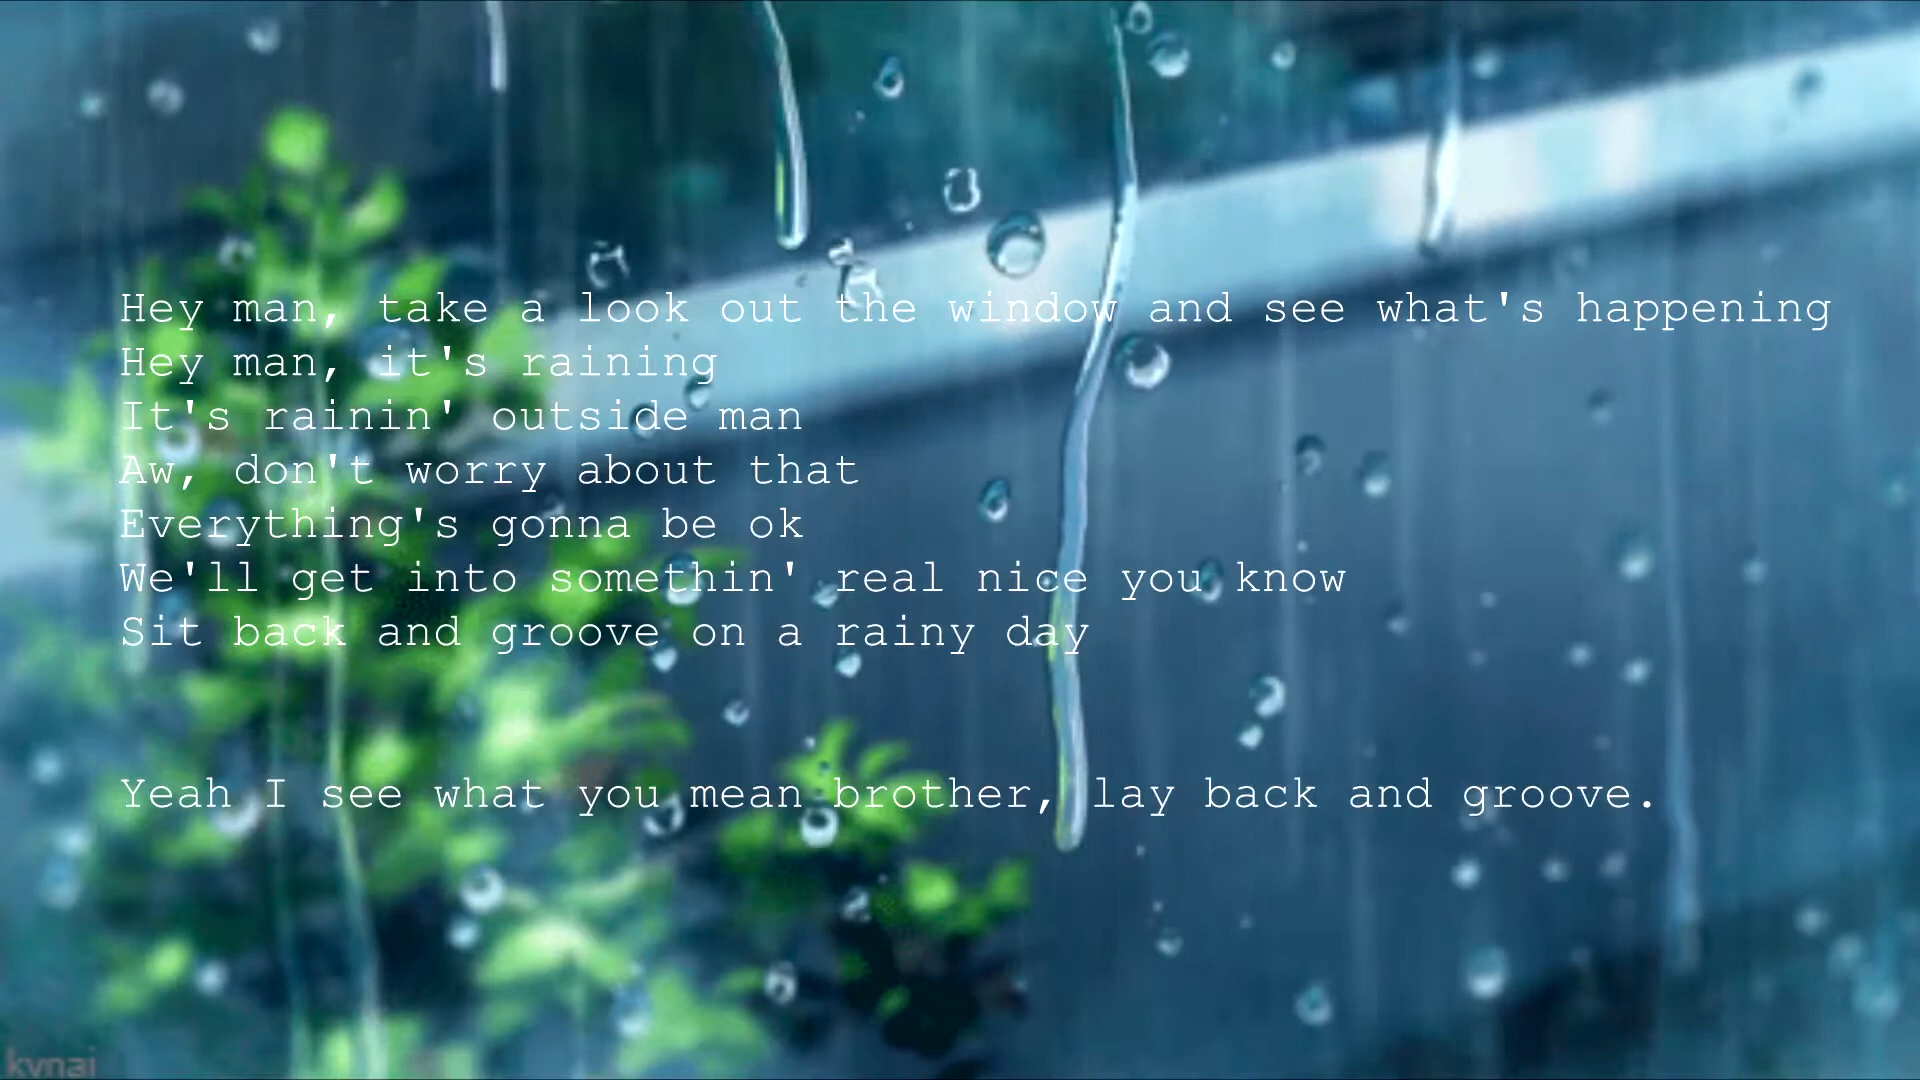 Hey man, take a look out the window and see what's happening
Hey man, it's raining
It's rainin' outside man
Aw, don't worry about that
Everything's gonna be ok
We'll get into somethin' real nice you know
Sit back and groove on a rainy day
Yeah I see what you mean brother, lay back and groove.
kvnai